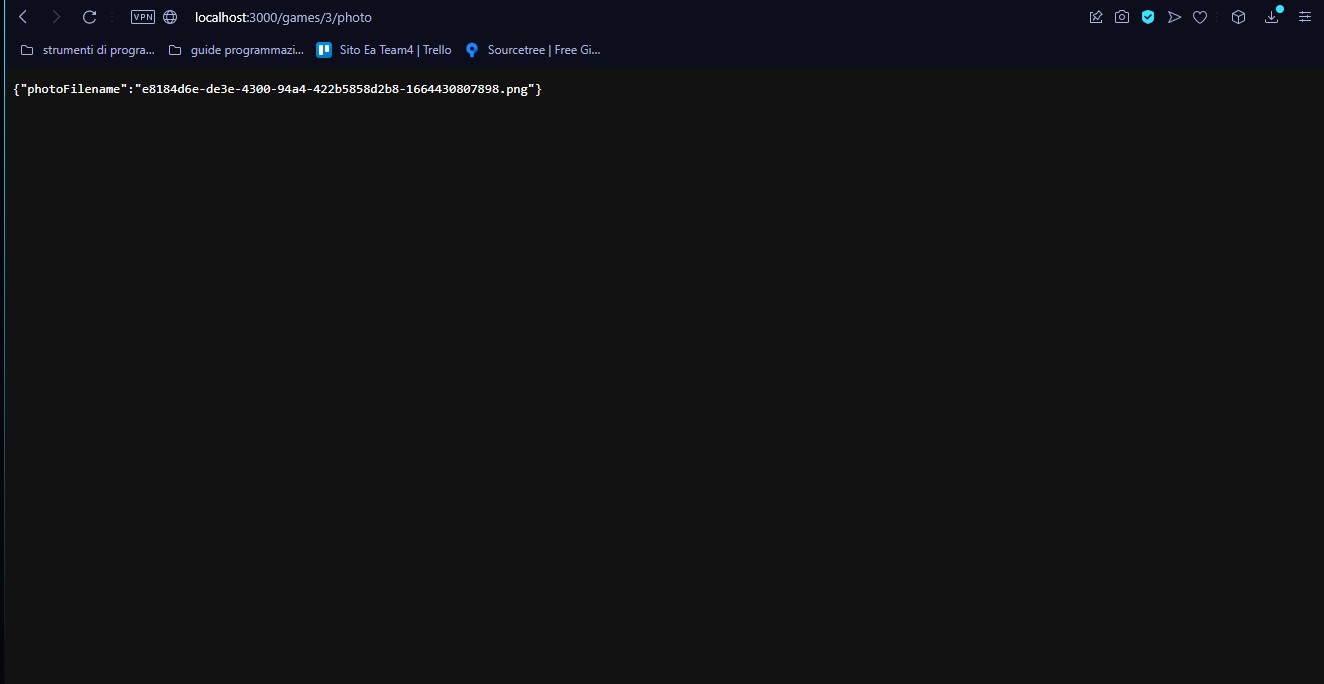 VPN localhost:3000/games/3/photo
strumenti di progra... guide programmazi... Sito Ea Team4 | Trello Sourcetree | Free Gi...
{"photoFilename":"e8184d6e-de3e-4300-94a4-422b5858d2b8-1664430807898.png"}